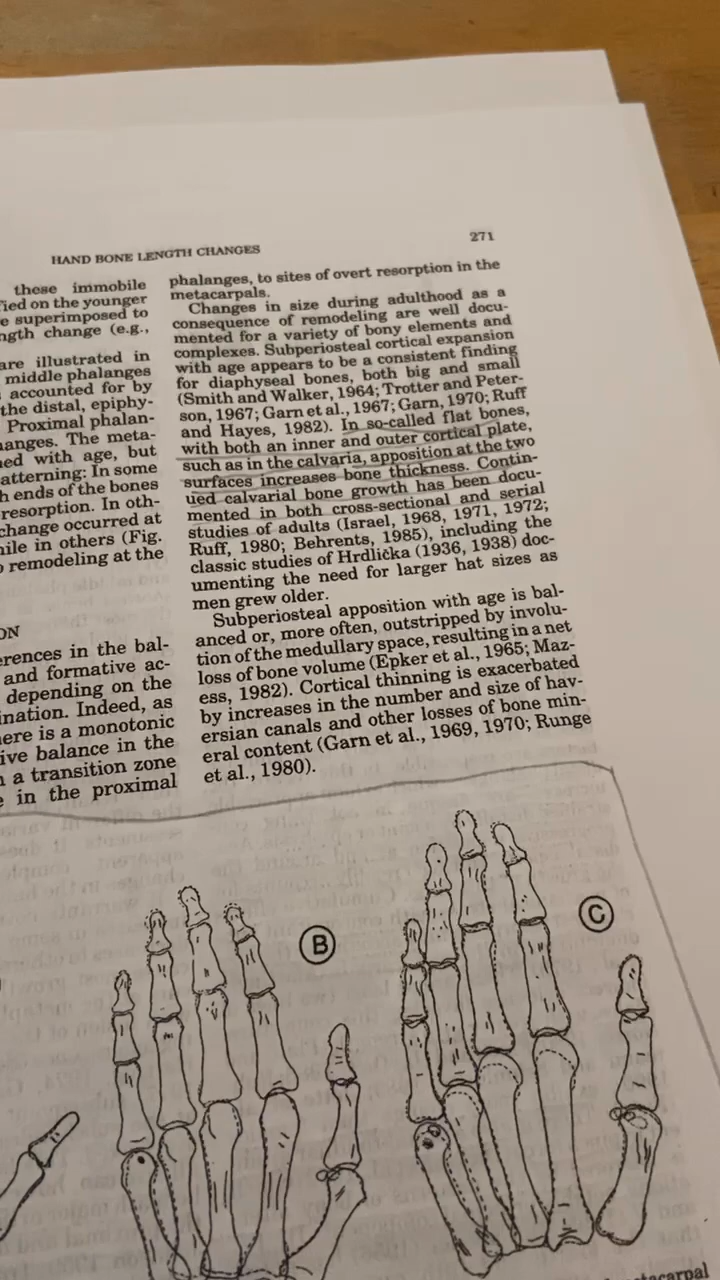 HAND BONE LENGTH CHANGES
271
these immobile
fied on the younger
e superimposed to
ngth change (e.g.,
are illustrated in
middle phalanges
accounted for by
the distal, epiphy-
Proximal phalan-
anges. The meta-
ned with age, but
atterning: In some
h ends of the bones
resorption. In oth-
change occurred at
hile in others (Fig.
remodeling at the
ON
erences in the bal-
and formative ac-
depending on the
ination. Indeed, as
here is a monotonic
ive balance in the
a transition zone
in the proximal
phalanges, to sites of overt resorption in the
metacarpals.
Changes in size during adulthood as a
consequence of remodeling are well docu-
mented for a variety of bony elements and
complexes. Subperiosteal cortical expansion
with age appears to be a consistent finding
for diaphyseal bones, both big and small
(Smith and Walker, 1964; Trotter and Peter-
son, 1967; Garn et al., 1967; Garn, 1970; Ruff
and Hayes, 1982). In so-called flat bones,
with both an inner and outer cortical plate,
such as in the calvaria, apposition at the two
surfaces increases bone thickness. Contin-
ued calvarial bone growth has been docu-
mented in both cross-sectional and serial
studies of adults (Israel, 1968, 1971, 1972;
Ruff, 1980; Behrents, 1985), including the
classic studies of Hrdlička (1936, 1938) doc-
umenting the need for larger hat sizes as
men grew older.
Subperiosteal apposition with age is bal-
anced or, more often, outstripped by involu-
tion of the medullary space, resulting in a net
loss of bone volume (Epker et al., 1965; Maz-
ess, 1982). Cortical thinning is exacerbated
by increases in the number and size of hav-
ersian canals and other losses of bone min-
eral content (Garn et al., 1969, 1970; Runge
et al., 1980).
B
C